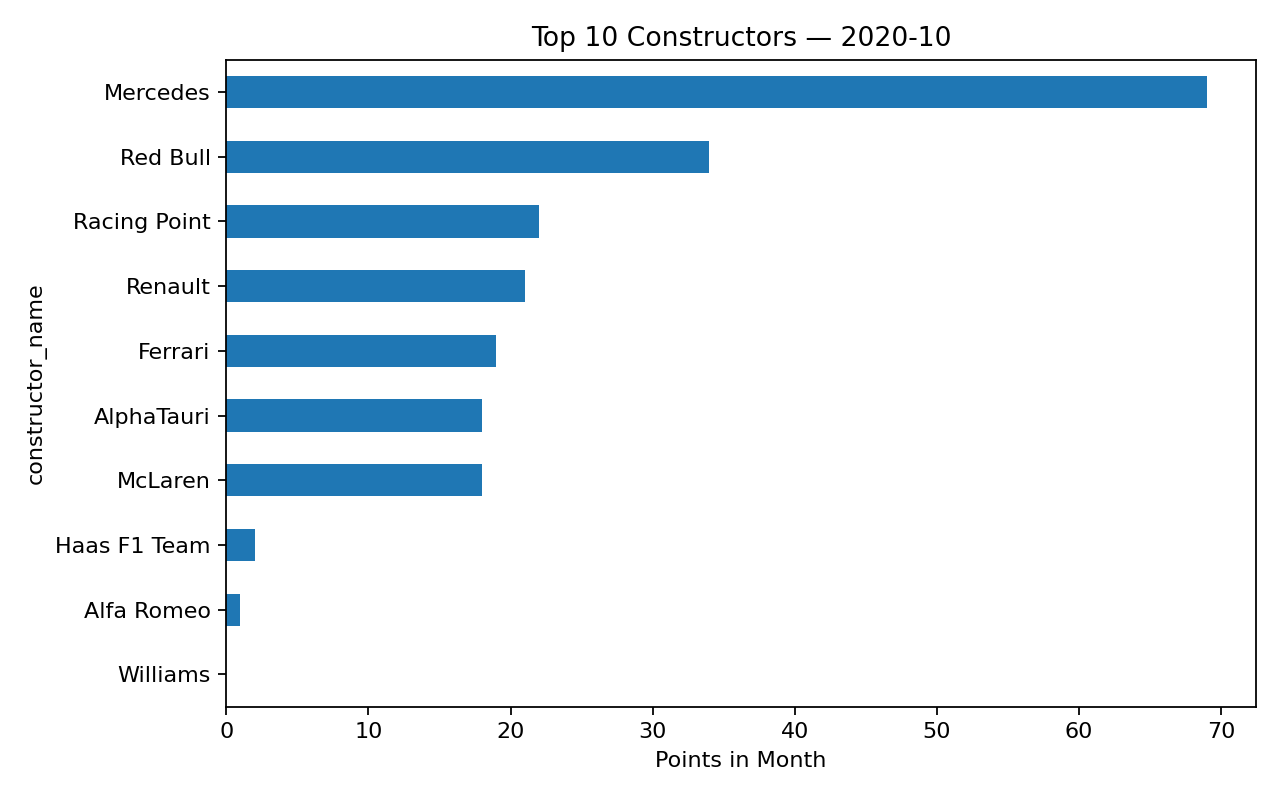 Top 10 Constructors — 2020-10
constructor_name
Mercedes
Red Bull
Racing Point
Renault
Ferrari
AlphaTauri
McLaren
Haas F1 Team
Alfa Romeo
Williams
0 10 20 30 40 50 60 70
Points in Month